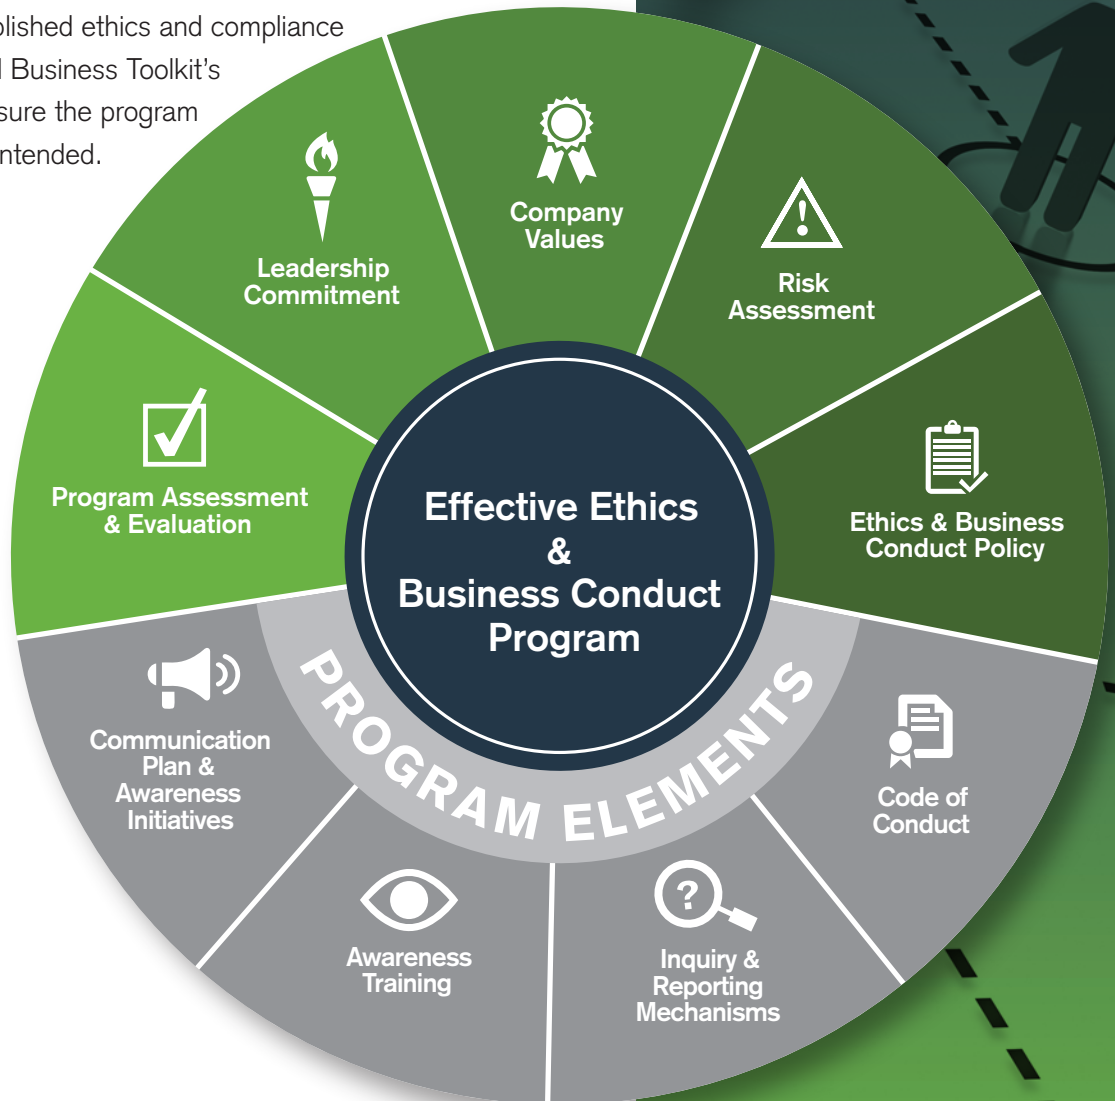 blished ethics and compliance
Business Toolkit's
sure the program
ntended.
Company
Values
Leadership
Commitment
Risk
Assessment
Program Assessment
& Evaluation
Effective Ethics
&
Business Conduct
Program
Ethics & Business
Conduct Policy
PROGRAM ELEMENTS
Communication
Plan &
Awareness
Initiatives
Code of
Conduct
Awareness
Training
?
Inquiry &
Reporting
Mechanisms